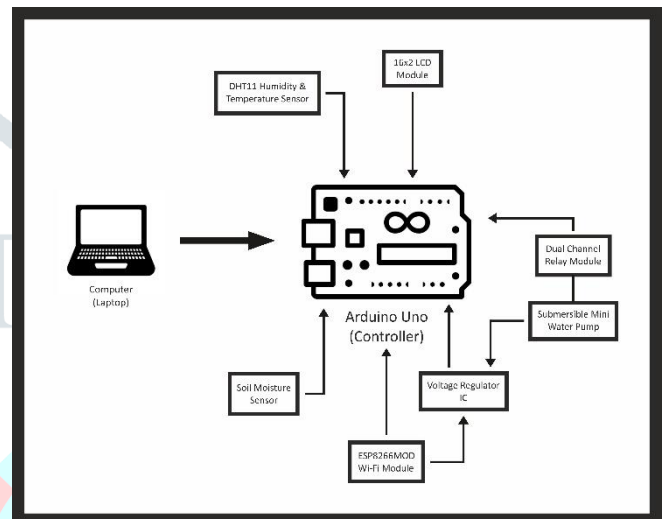 16x2 LCD
Module
DHT11 Humidity &
Temperature Sensor
Dual Channel
Relay Module
Computer
(Laptop)
Arduino Uno
(Controller)
Submersible Mini
Water Pump
Soil Moisture
Sensor
Voltage Regulator
IC
ESP8266MOD
Wi-Fi Module